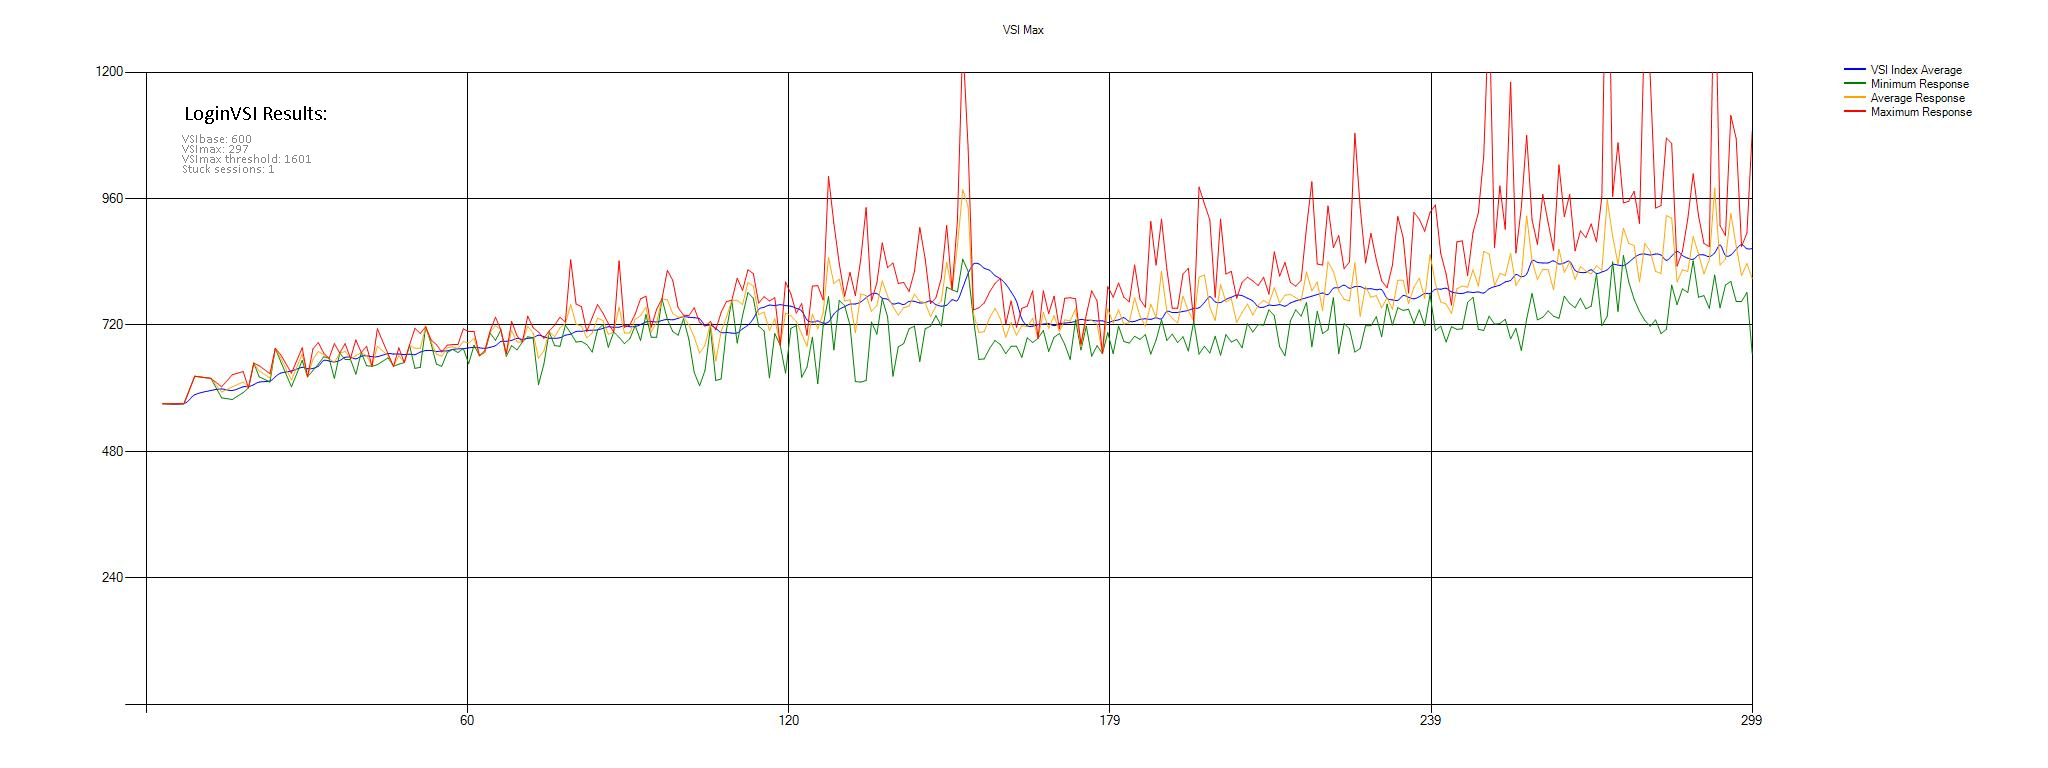 VSI Max
1200
960
720
480
240
LoginVSI Results:
VSIbase: 600
VSImax: 297
VSImax threshold: 1601
Stuck sessions: 1
VSI Index Average
Minimum Response
Average Response
Maximum Response
60 120 179 239 299